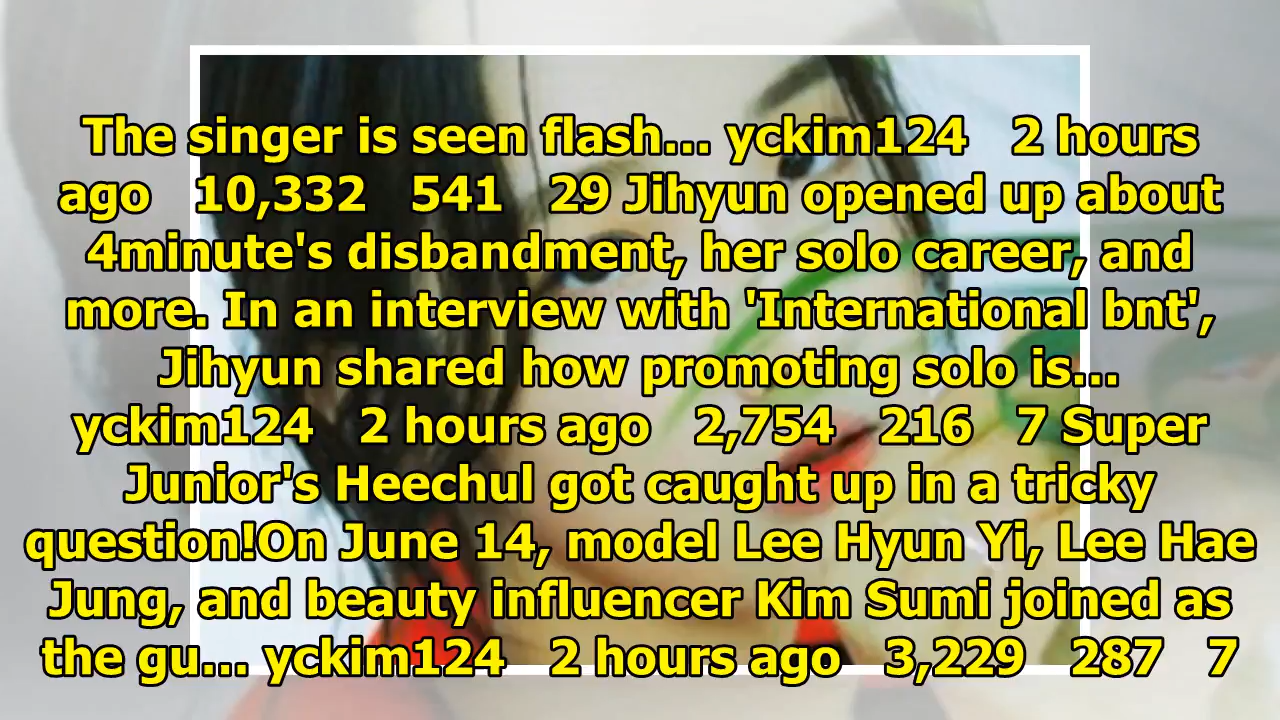 The singer is seen flash... yckim124 2 hours
ago 10,332 541 29 Jihyun opened up about
4minute's disbandment, her solo career, and
more. In an interview with 'International bnt',
Jihyun shared how promoting solo is...
yckim124 2 hours ago 2,754 216 7 Super
Junior's Heechul got caught up in a tricky
question!On June 14, model Lee Hyun Yi, Lee Hae
Jung, and beauty influencer Kim Sumi joined as
the gu... yckim124 2 hours ago 3,229 287 7